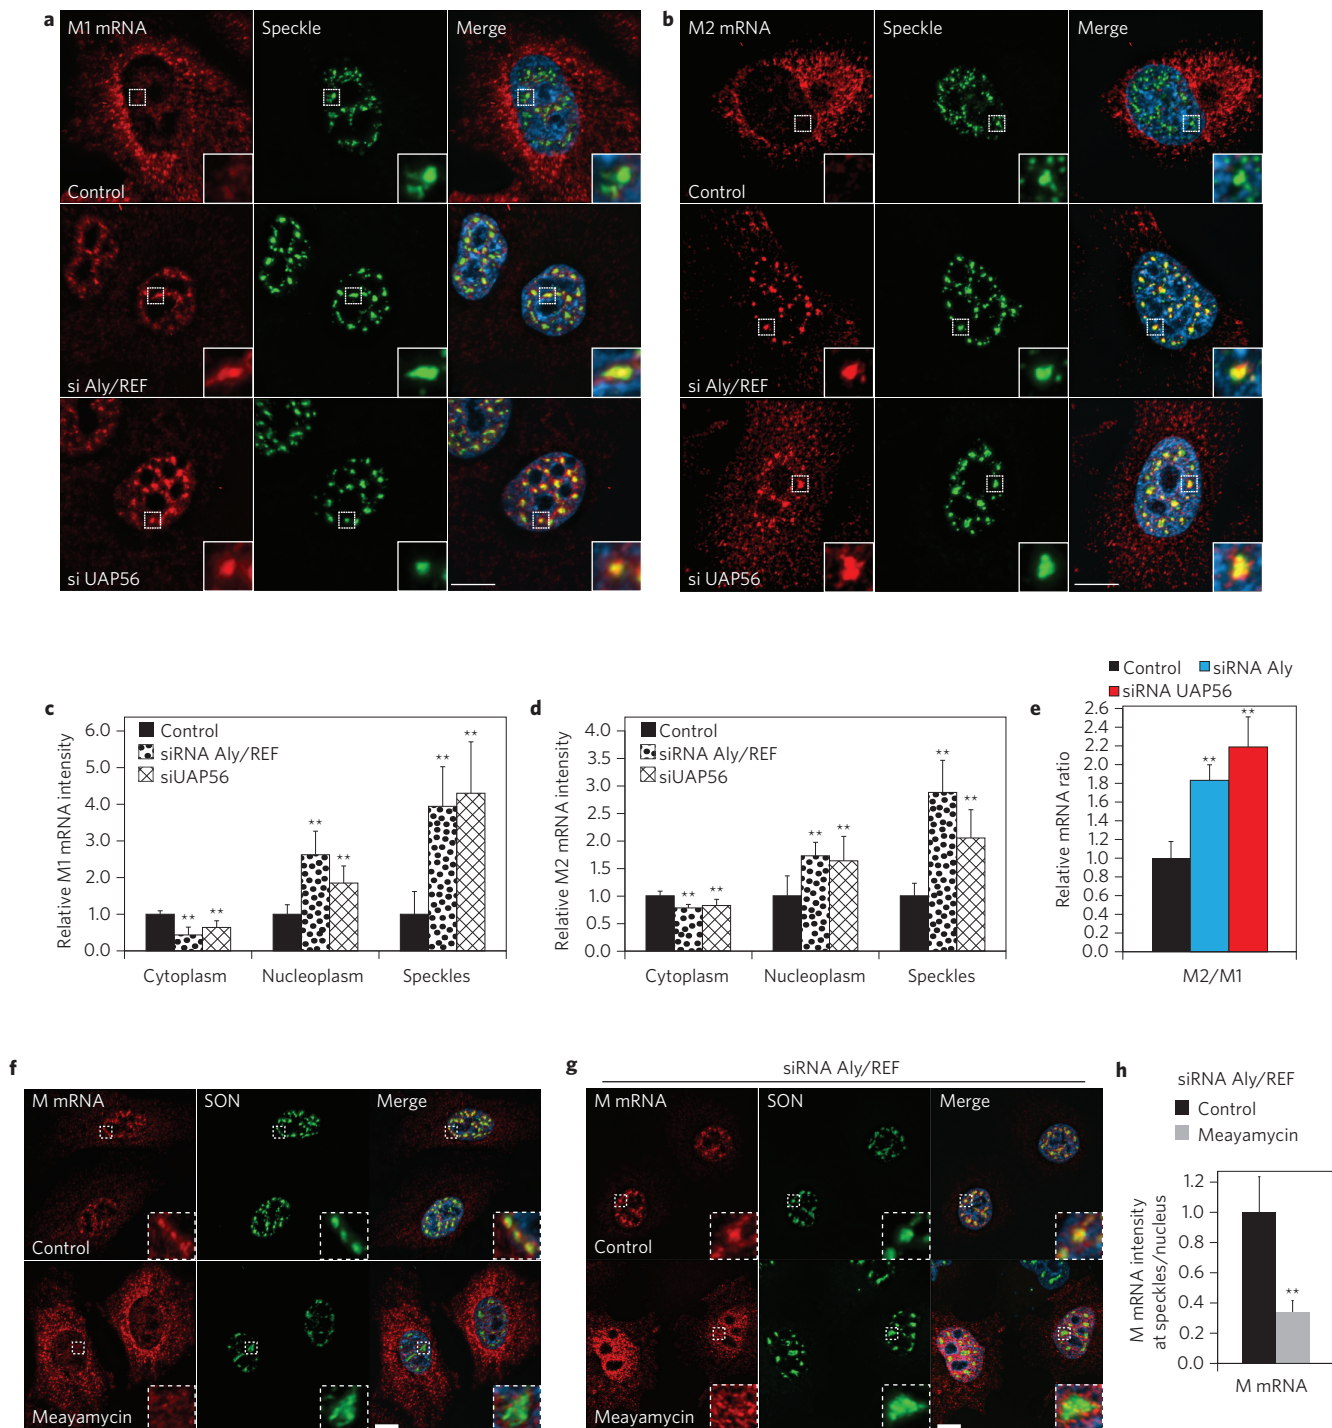 a
M1 mRNA
Speckle
Merge
Control
si Aly/REF
si UAP56
b
M2 mRNA
Speckle
Merge
Control
si Aly/REF
si UAP56
c
Relative M1 mRNA intensity
6.0
5.0
4.0
3.0
2.0
1.0
0.0
Control
siRNA Aly/REF
siUAP56
**
**
**
**
**
**
Cytoplasm
Nucleoplasm
Speckles
d
Relative M2 mRNA intensity
4.0
3.5
3.0
2.5
2.0
1.5
1.0
0.5
0.0
Control
siRNA Aly/REF
siUAP56
**
**
**
**
**
**
Cytoplasm
Nucleoplasm
Speckles
e
Control
siRNA Aly
siRNA UAP56
Relative mRNA ratio
2.6
2.4
2.2
2.0
1.8
1.6
1.4
1.2
1.0
0.8
0.6
0.4
0.2
0.0
**
**
M2/M1
f
M mRNA
SON
Merge
Control
Meayamycin
g
siRNA Aly/REF
M mRNA
SON
Merge
Control
Meayamycin
h
siRNA Aly/REF
Control
Meayamycin
M mRNA intensity
at speckles/nucleus
1.2
1.0
0.8
0.6
0.4
0.2
0.0
**
M mRNA